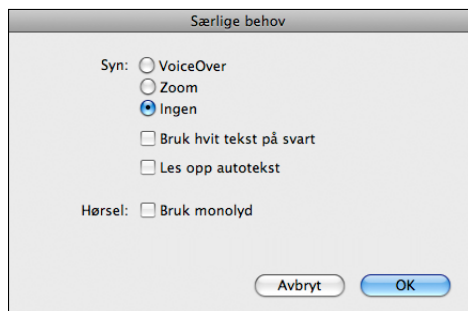 Særlige behov
Syn: VoiceOver
Zoom
Ingen
Bruk hvit tekst på svart
Les opp autotekst
Hørsel: Bruk monolyd
Avbryt OK